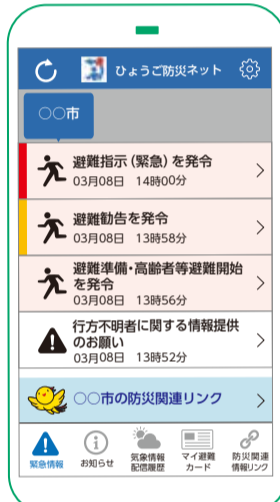 ひょうご防災ネット
○○市
避難指示(緊急)を発令
03月08日 14時00分
避難勧告を発令
03月08日 13時58分
避難準備・高齢者等避難開始
を発令
03月08日 13時56分
行方不明者に関する情報提供
のお願い
03月08日 13時52分
○○市の防災関連リンク
緊急情報
お知らせ
気象情報
配信履歴
マイ避難
カード
防災関連
情報リンク